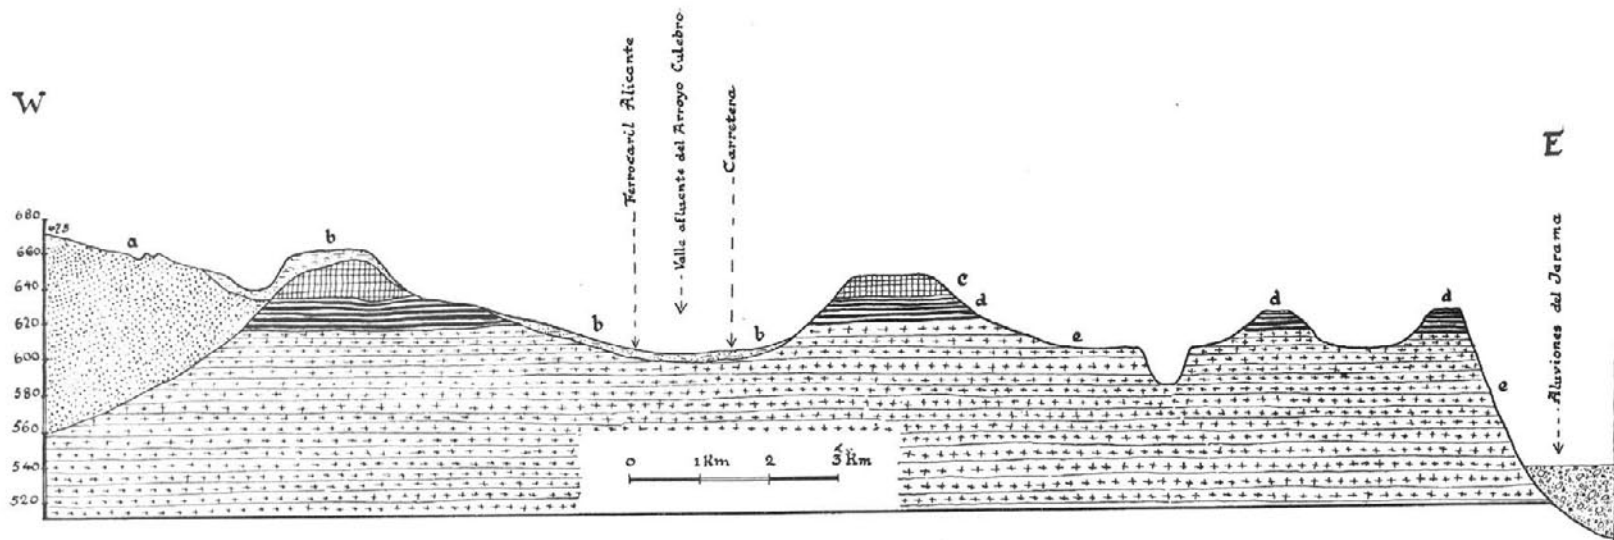 W
E
Ferrocaril Alicante
Valle afluente del Arroyo Culebro
Carretera
Aluviones del Jarama
680
660
640
620
600
580
560
540
520
a
b
b
b
c
d
e
d
d
e
0 1 Km 2 3 Km